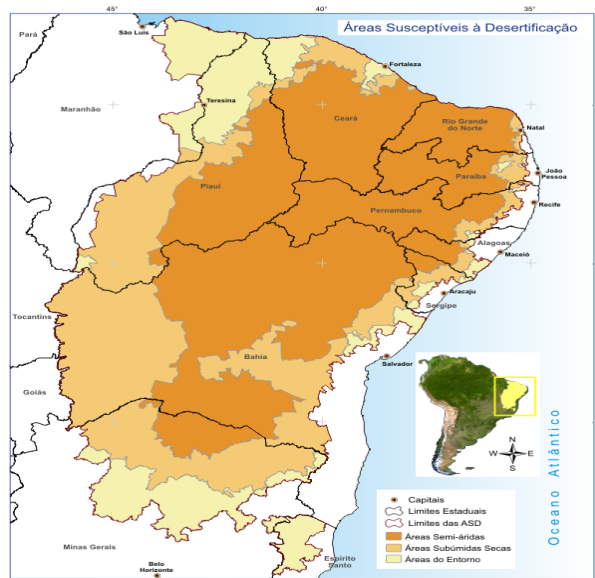 45°
40°
35°
Áreas Susceptíveis à Desertificação
Pará
São Luis
Fortaleza
Teresina
Maranhão
Ceará
Rio Grande
do Norte
Natal
Paraíba
João
Pessoa
Piauí
Pernambuco
Recife
Alagoas
Maceió
Aracaju
Sergipe
Tocantins
Bahia
Salvador
Goiás
N
W
E
S
Oceano Atlântico
Capitais
Limites Estaduais
Limites das ASD
Áreas Semi-áridas
Áreas Subúmidas Secas
Áreas do Entorno
Minas Gerais
Belo
Horizonte
Espírito
Santo